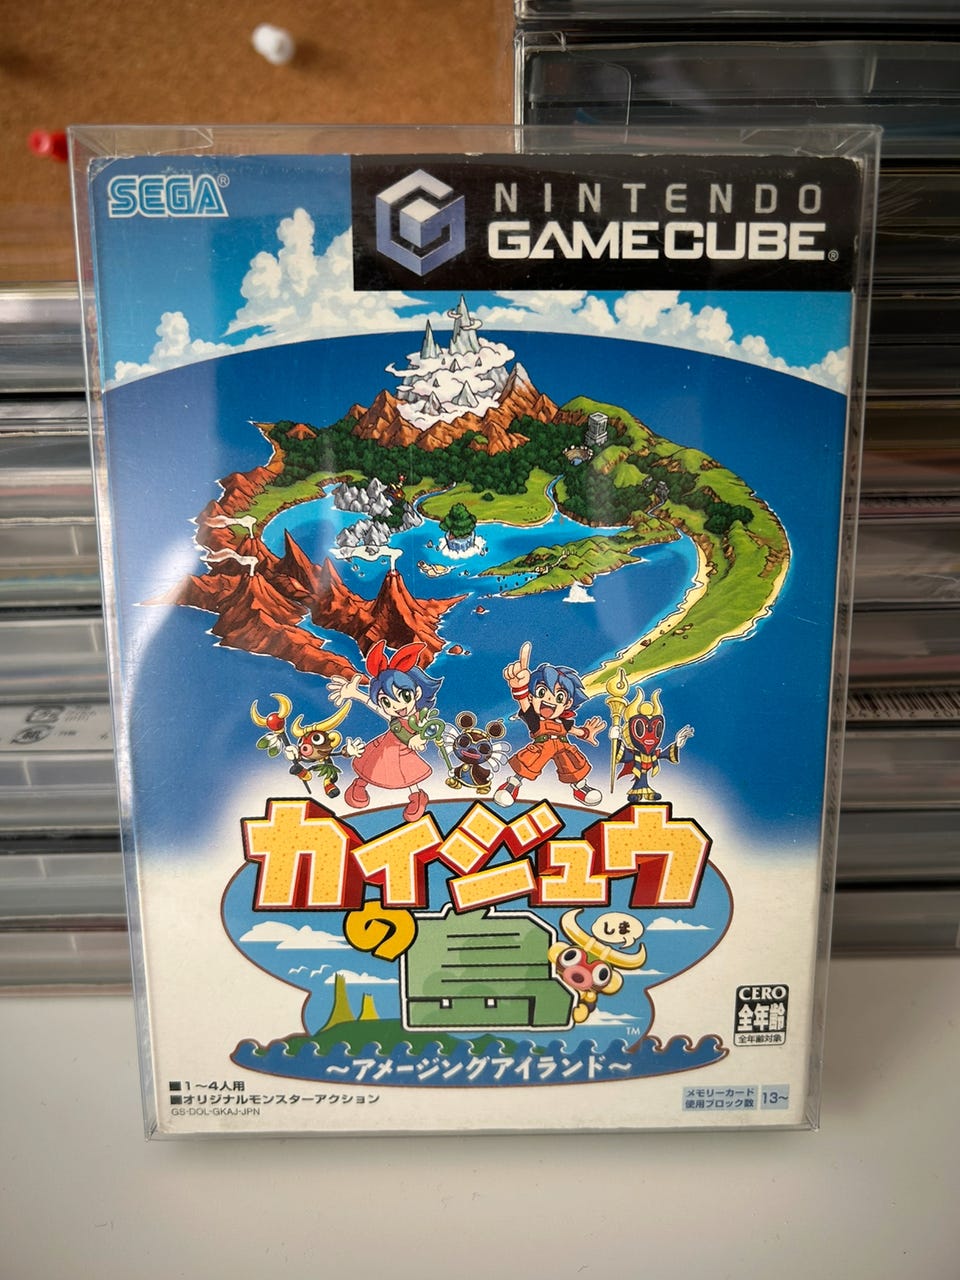 SEGA®
NINTENDO
GAMECUBE®
カイジュウ
の島
しま
TM
～アメージングアイランド～
CERO
全年齢
全年齢対象
■1～4人用
■オリジナルモンスターアクション
GS-DOL-GKAJ-JPN
メモリーカード
使用ブロック数
13～